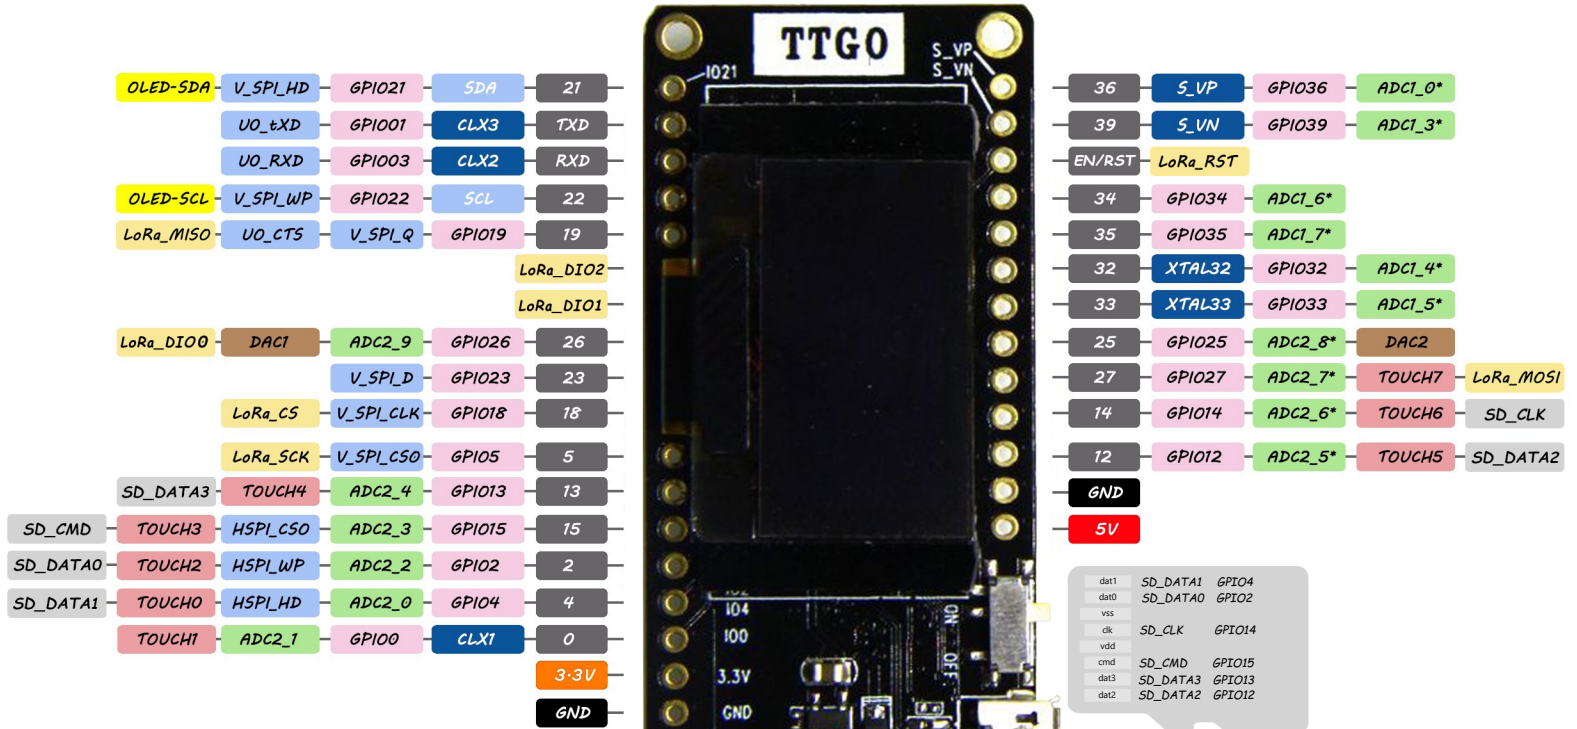 TTGO
S_VP
S_VN
IO21
OLED-SDA V_SPI_HD GPIO21 SDA 21
U0_tXD GPIO01 CLX3 TXD
U0_RXD GPIO03 CLX2 RXD
OLED-SCL V_SPI_WP GPIO22 SCL 22
LoRa_MISO U0_CTS V_SPI_Q GPIO19 19
LoRa_DIO2
LoRa_DIO1
LoRa_DIO0 DAC1 ADC2_9 GPIO26 26
V_SPI_D GPIO23 23
LoRa_CS V_SPI_CLK GPIO18 18
LoRa_SCK V_SPI_CS0 GPIO5 5
SD_DATA3 TOUCH4 ADC2_4 GPIO13 13
SD_CMD TOUCH3 HSPI_CS0 ADC2_3 GPIO15 15
SD_DATA0 TOUCH2 HSPI_WP ADC2_2 GPIO2 2
SD_DATA1 TOUCH0 HSPI_HD ADC2_0 GPIO4 4
TOUCH1 ADC2_1 GPIO0 CLX1 0
3.3V
GND
IO4
IO0
3.3V
GND
ON
OFF
36 S_VP GPIO36 ADC1_0*
39 S_VN GPIO39 ADC1_3*
EN/RST LoRa_RST
34 GPIO34 ADC1_6*
35 GPIO35 ADC1_7*
32 XTAL32 GPIO32 ADC1_4*
33 XTAL33 GPIO33 ADC1_5*
25 GPIO25 ADC2_8* DAC2
27 GPIO27 ADC2_7* TOUCH7 LoRa_MOSI
14 GPIO14 ADC2_6* TOUCH6 SD_CLK
12 GPIO12 ADC2_5* TOUCH5 SD_DATA2
GND
5V
dat1 SD_DATA1 GPIO4
dat0 SD_DATA0 GPIO2
vss
clk SD_CLK GPIO14
vdd
cmd SD_CMD GPIO15
dat3 SD_DATA3 GPIO13
dat2 SD_DATA2 GPIO12